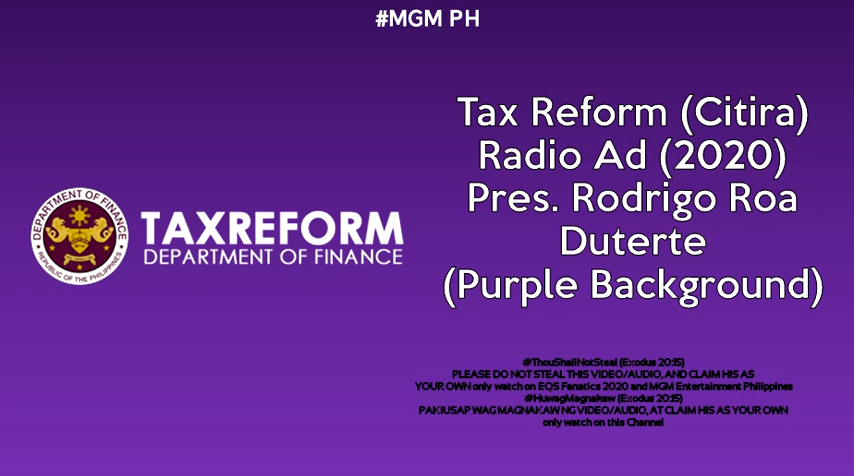 #MGM PH
Tax Reform (Citira)
Radio Ad (2020)
Pres. Rodrigo Roa
Duterte
(Purple Background)
DEPARTMENT OF FINANCE
REPUBLIC OF THE PHILIPPINES
TAXREFORM
DEPARTMENT OF FINANCE
#ThouShallNotSteal (Exodus 20:15)
PLEASE DO NOT STEAL THIS VIDEO/AUDIO, AND CLAIM HIS AS
YOUR OWN only watch on EQS Fanatics 2020 and MGM Entertainment Philippines
#HuwagMagnakaw (Exodus 20:15)
PAKIUSAP WAG MAGNAKAW NG VIDEO/AUDIO, AT CLAIM HIS AS YOUR OWN
only watch on this Channel